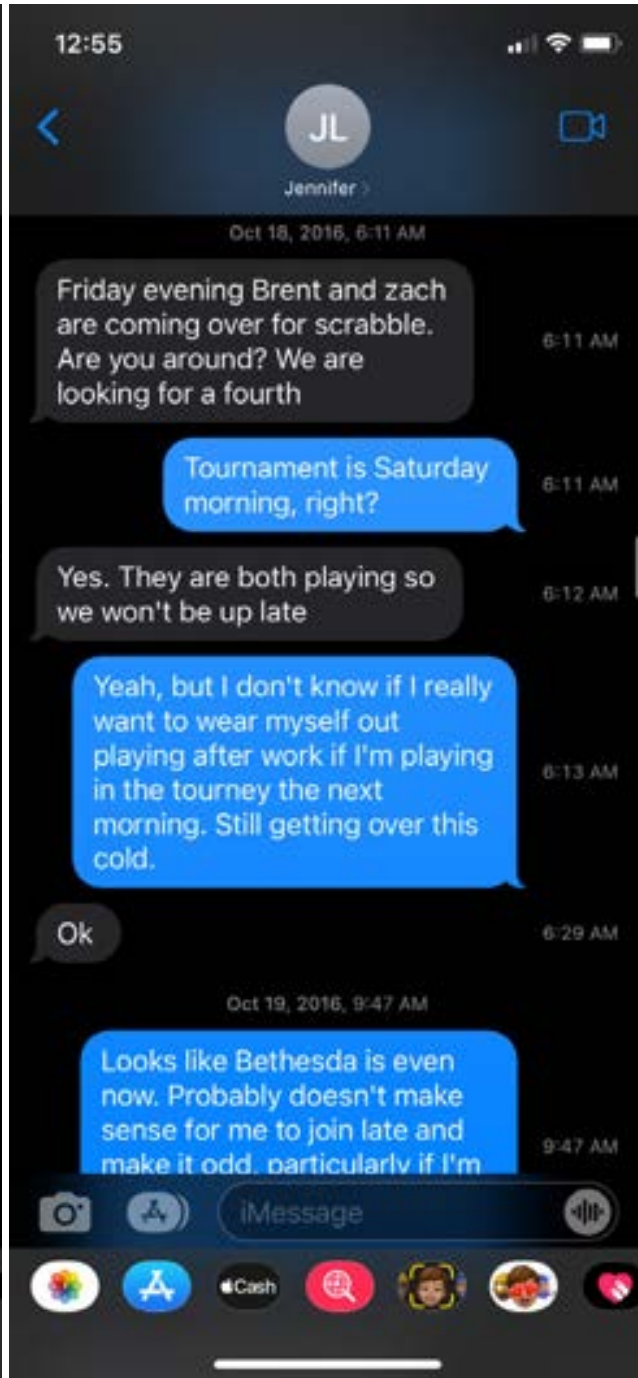 12:55
JL
Jennifer
Oct 18, 2016, 6:11 AM
Friday evening Brent and zach
are coming over for scrabble.
Are you around? We are
looking for a fourth
6:11 AM
Tournament is Saturday
morning, right?
6:11 AM
Yes. They are both playing so
we won't be up late
6:12 AM
Yeah, but I don't know if I really
want to wear myself out
playing after work if I'm playing
in the tourney the next
morning. Still getting over this
cold.
6:13 AM
Ok
6:29 AM
Oct 19, 2016, 9:47 AM
Looks like Bethesda is even
now. Probably doesn't make
sense for me to join late and
make it odd, particularly if I'm
9:47 AM
iMessage
Cash